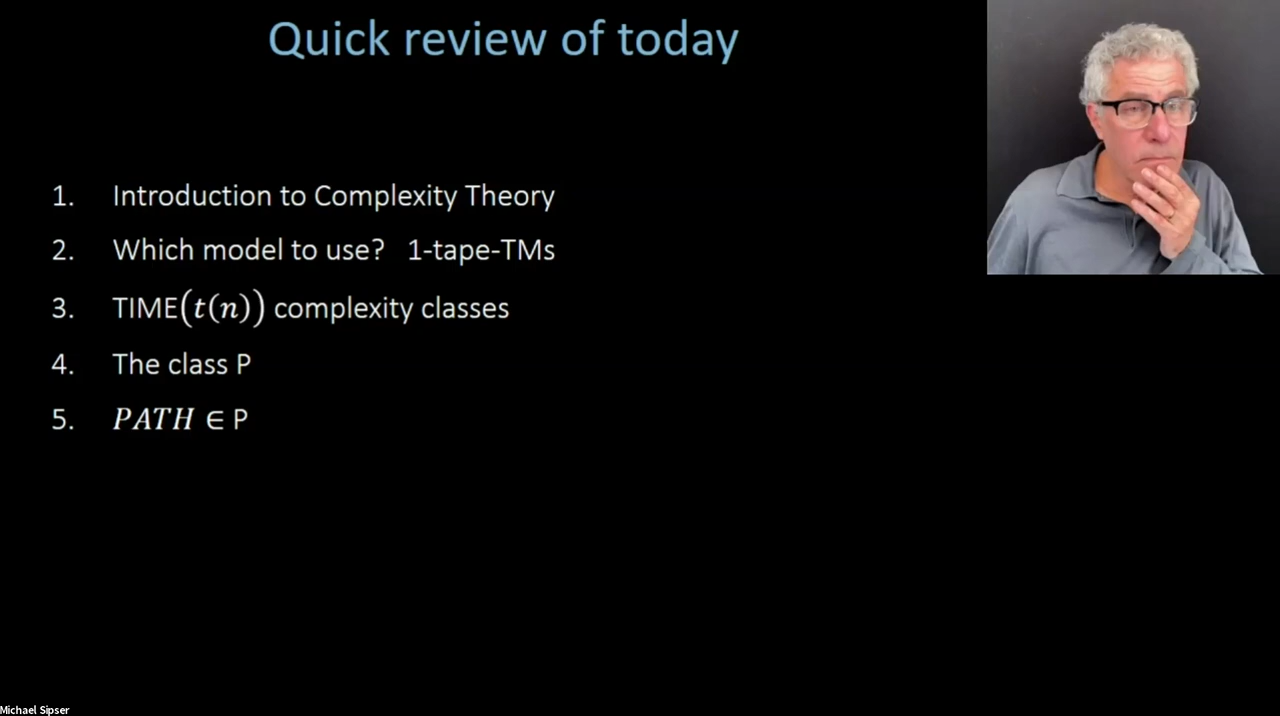 Quick review of today
1. Introduction to Complexity Theory
2. Which model to use? 1-tape-TMs
3. TIME(t(n)) complexity classes
4. The class P
5. PATH ∈ P
Michael Sipser